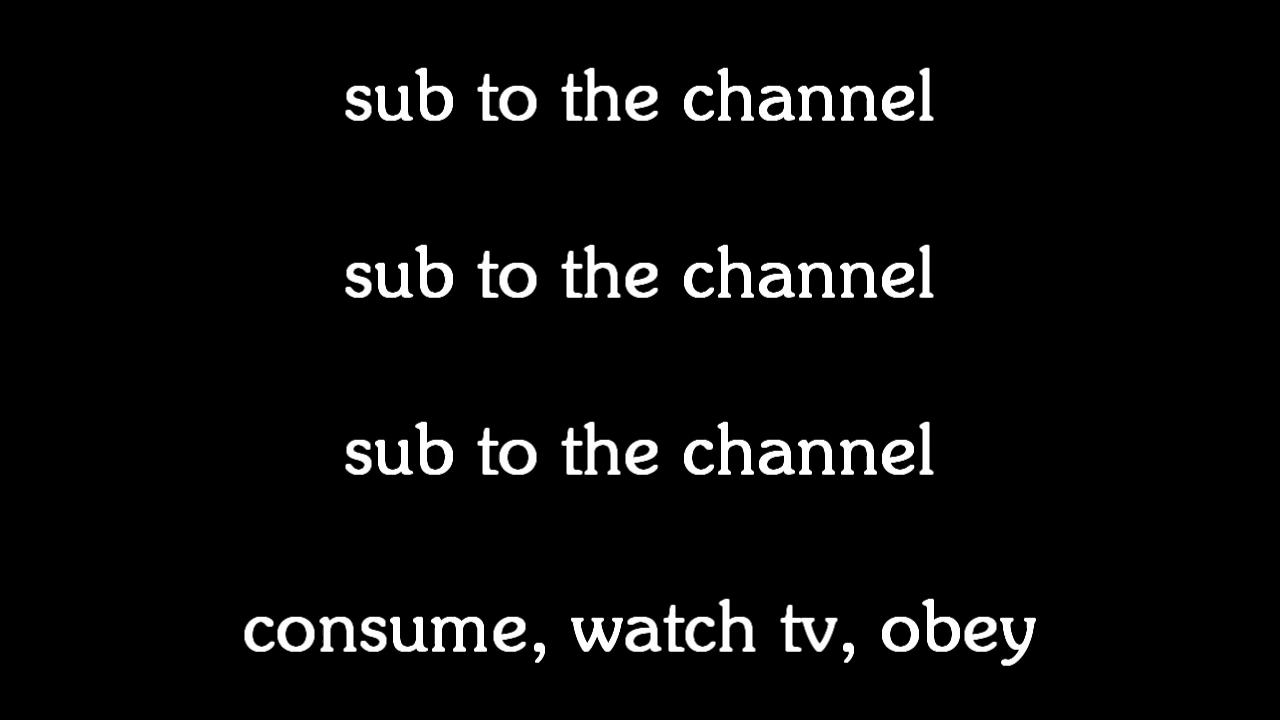 sub to the channel
sub to the channel
sub to the channel
consume, watch tv, obey